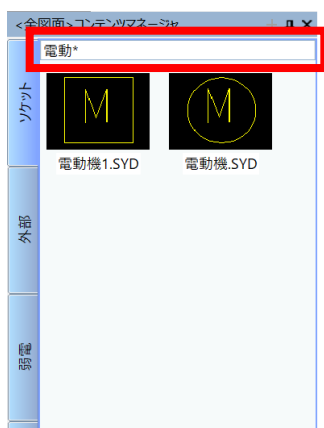 <全図面>コンテンツマネージャ
電動*
ソケット
M
M
電動機1.SYD
電動機.SYD
外部
弱電